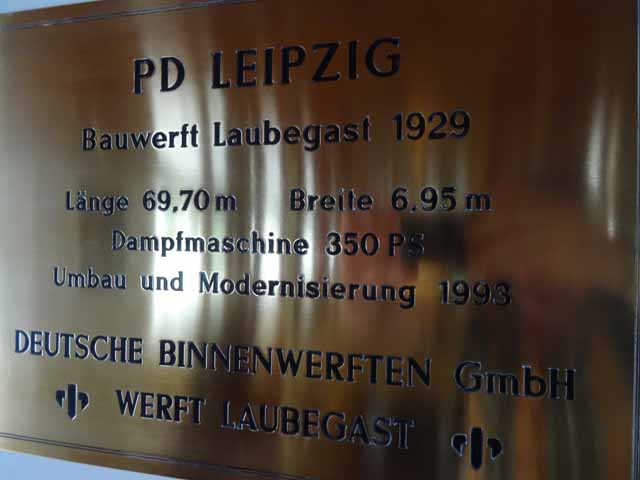 PD LEIPZIG
Bauwerft Laubegast 1929
Länge 69.70 m Breite 6.95 m
Dampfmaschine 350 PS
Umbau und Modernisierung 1993
DEUTSCHE BINNENWERFTEN GmbH
WERFT LAUBEGAST